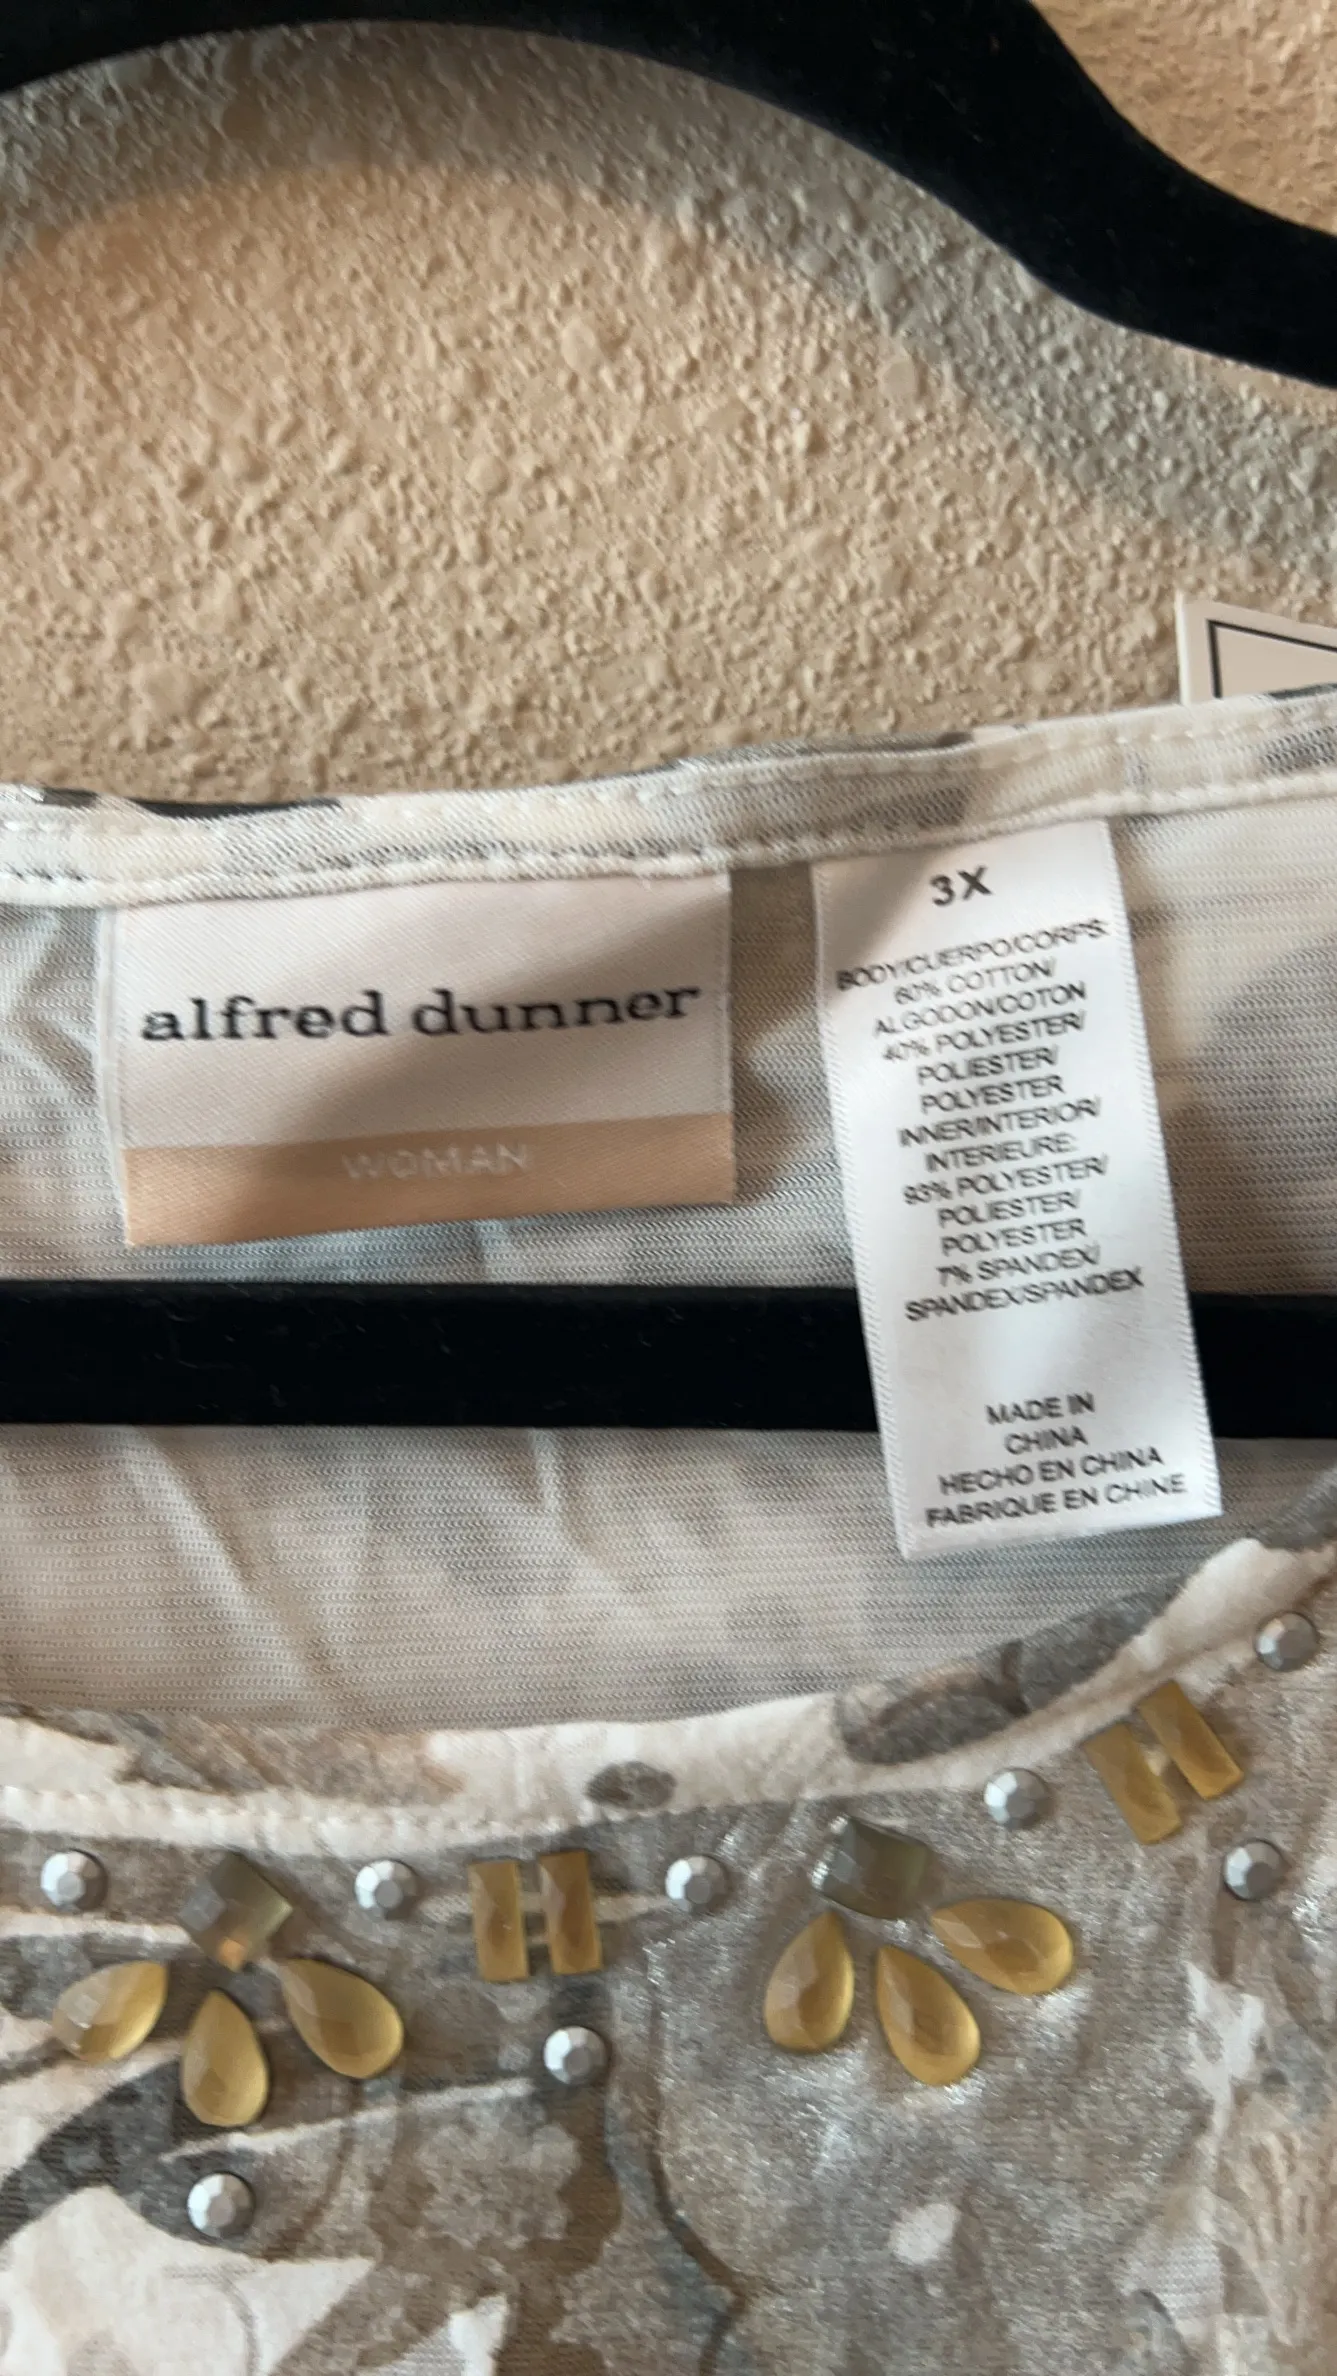 alfred dunner
WOMAN
3X
BODY/CUERPO/CORPS:
60% COTTON/
ALGODON/COTON
40% POLYESTER/
POLIESTER/
POLYESTER
INNER/INTERIOR/
INTERIEURE:
93% POLYESTER/
POLIESTER/
POLYESTER
7% SPANDEX/
SPANDEX/SPANDEX
MADE IN
CHINA
HECHO EN CHINA
FABRIQUE EN CHINE